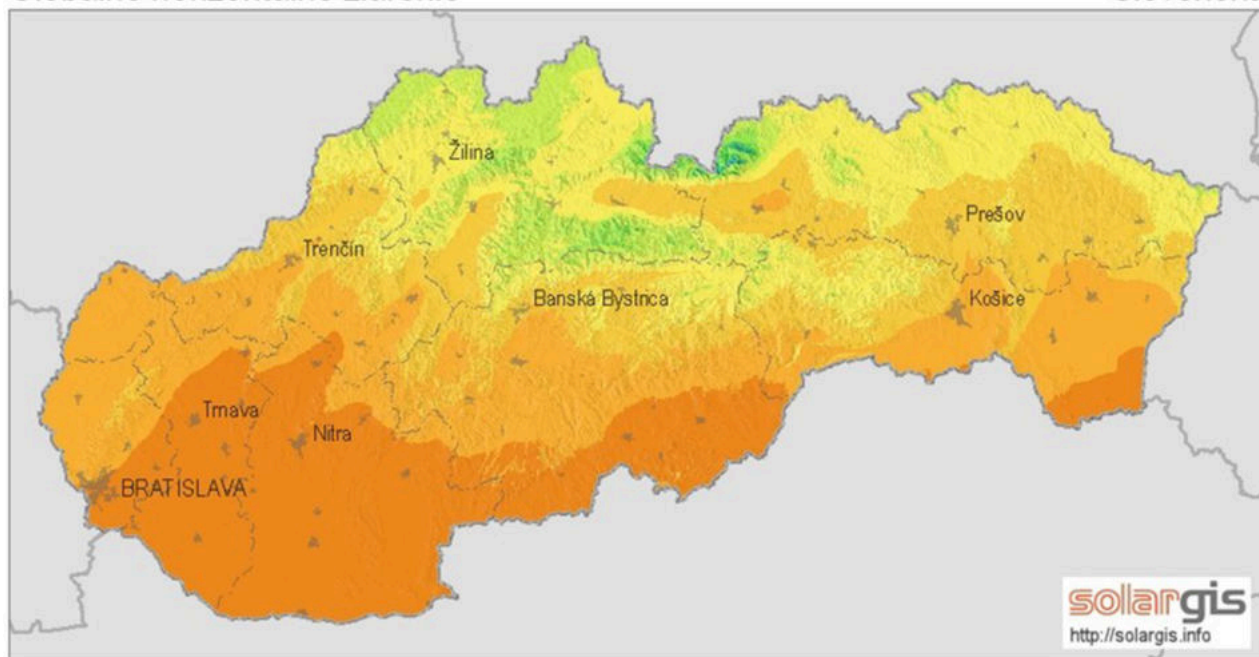 Žilina
Prešov
Trenčín
Banská Bystrica
Košice
Trnava
Nitra
BRATISLAVA
solargis
http://solargis.info